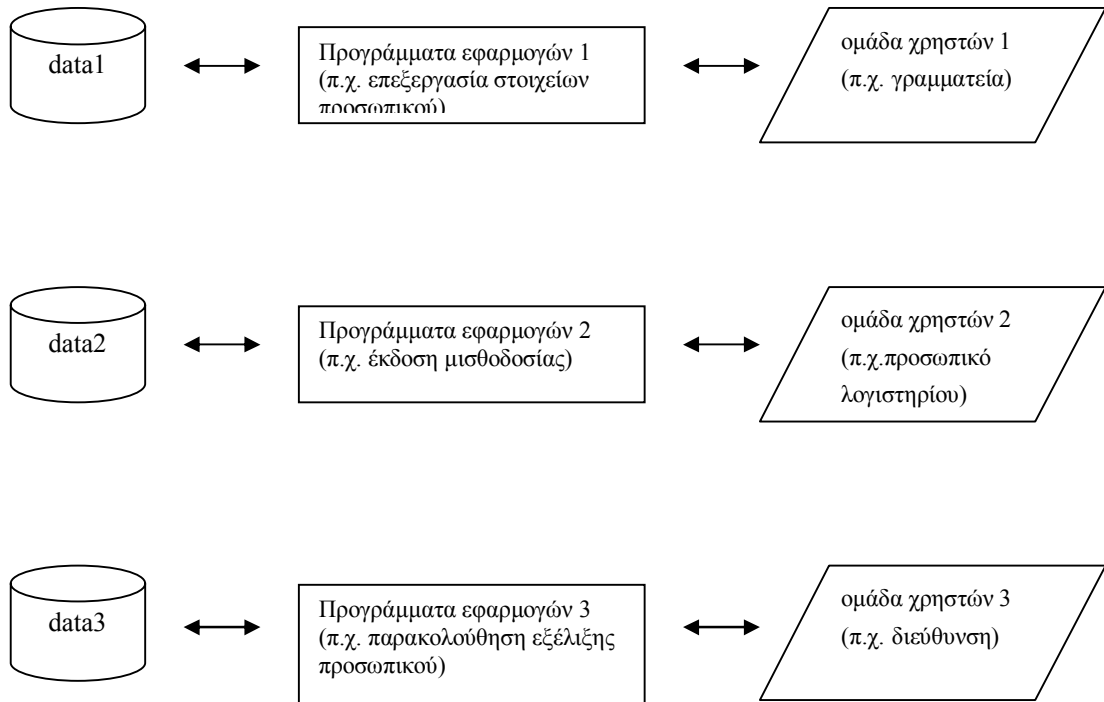 data1
Προγράμματα εφαρμογών 1
(π.χ. επεξεργασία στοιχείων
προσωπικού)
ομάδα χρηστών 1
(π.χ. γραμματεία)
data2
Προγράμματα εφαρμογών 2
(π.χ. έκδοση μισθοδοσίας)
ομάδα χρηστών 2
(π.χ.προσωπικό
λογιστηρίου)
data3
Προγράμματα εφαρμογών 3
(π.χ. παρακολούθηση εξέλιξης
προσωπικού)
ομάδα χρηστών 3
(π.χ. διεύθυνση)